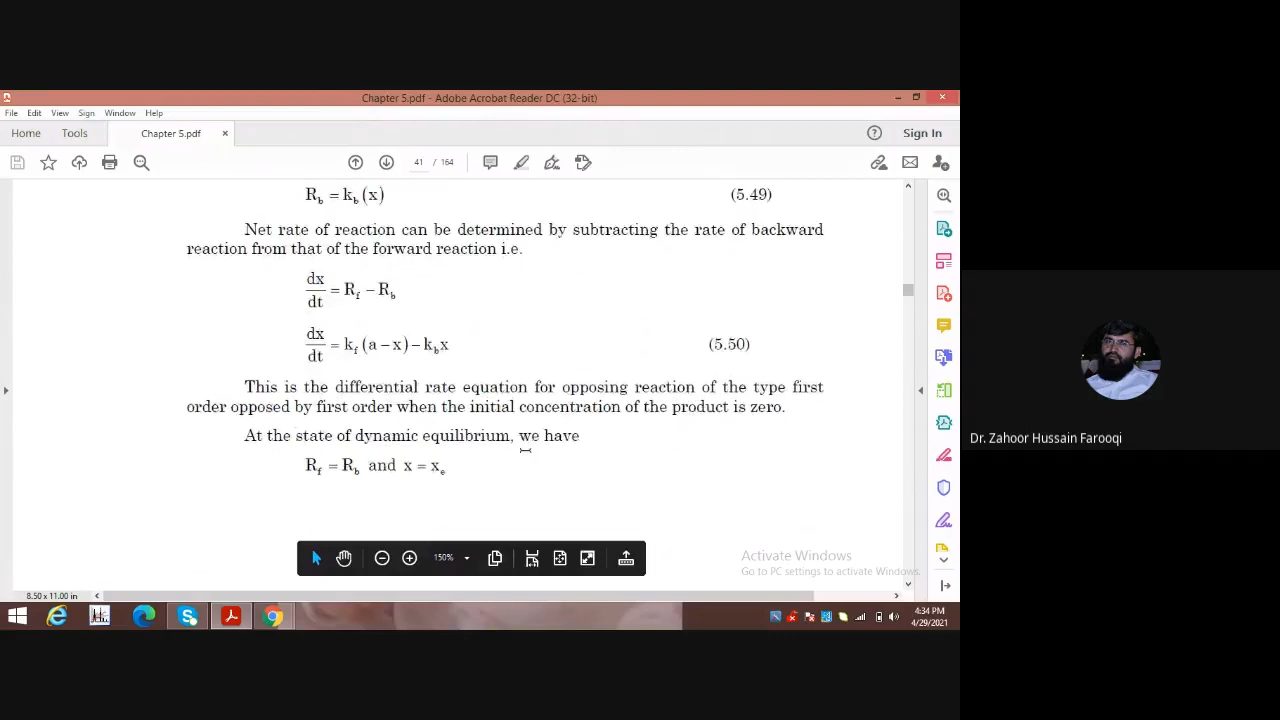 Chapter 5.pdf - Adobe Acrobat Reader DC (32-bit)
File Edit View Sign Window Help
Home Tools Chapter 5.pdf × Sign In
41 / 164
R_b = k_b (x) (5.49)
Net rate of reaction can be determined by subtracting the rate of backward
reaction from that of the forward reaction i.e.
dx/dt = R_f − R_b
dx/dt = k_f (a − x) − k_b x (5.50)
This is the differential rate equation for opposing reaction of the type first
order opposed by first order when the initial concentration of the product is zero.
At the state of dynamic equilibrium, we have
R_f = R_b and x = x_e
150%
Activate Windows
Go to PC settings to activate Windows.
8.50 x 11.00 in
4:34 PM
4/29/2021
Dr. Zahoor Hussain Farooqi